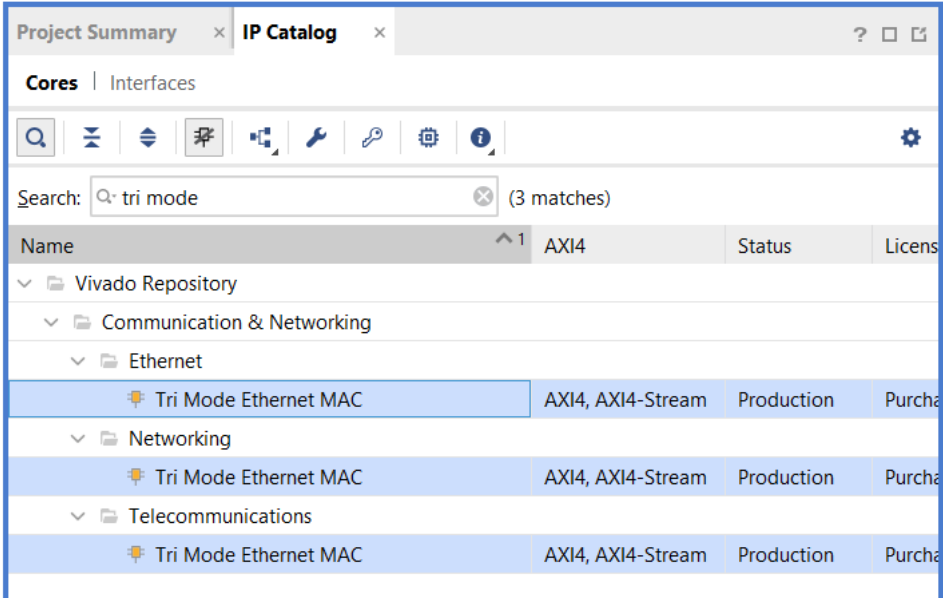 Project Summary × IP Catalog × ?
Cores | Interfaces
Search: tri mode (3 matches)
Name 1 AXI4 Status Licens
Vivado Repository
Communication & Networking
Ethernet
Tri Mode Ethernet MAC AXI4, AXI4-Stream Production Purcha
Networking
Tri Mode Ethernet MAC AXI4, AXI4-Stream Production Purcha
Telecommunications
Tri Mode Ethernet MAC AXI4, AXI4-Stream Production Purcha